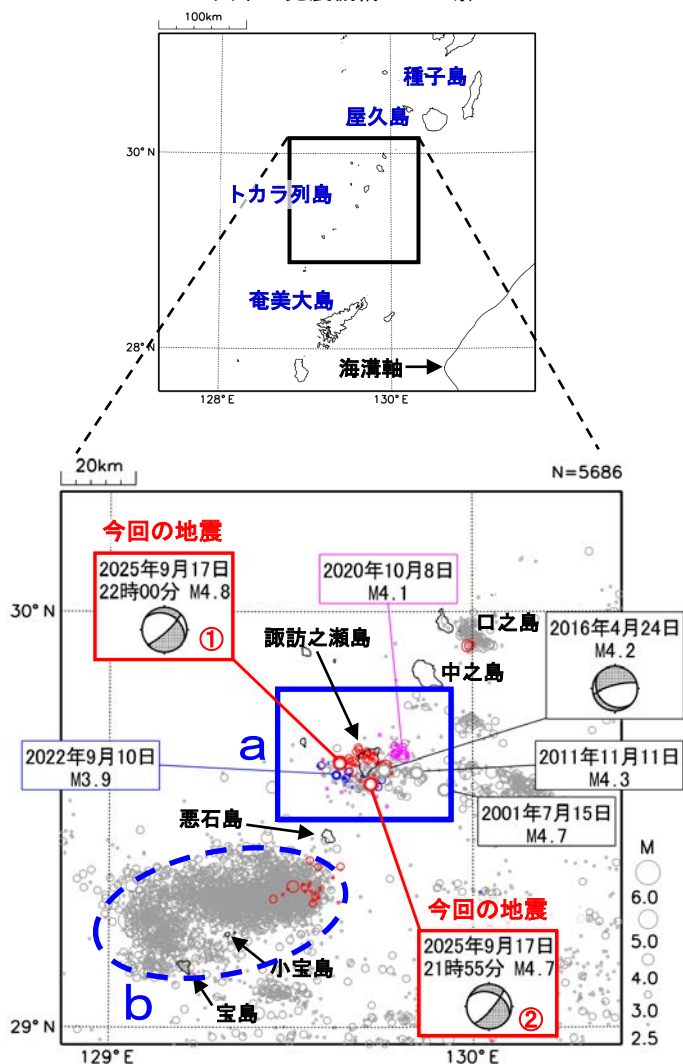 100km
種子島
屋久島
30°N
トカラ列島
奄美大島
28°N
海溝軸
128°E
130°E
20km
N=5686
今回の地震
2025年9月17日
22時00分 M4.8
①
2020年10月8日
M4.1
30°N
口之島
2016年4月24日
M4.2
諏訪之瀬島
中之島
a
2022年9月10日
M3.9
2011年11月11日
M4.3
2001年7月15日
M4.7
悪石島
M
6.0
5.0
4.0
3.0
2.5
今回の地震
2025年9月17日
21時55分 M4.7
②
小宝島
宝島
b
29°N
129°E
130°E